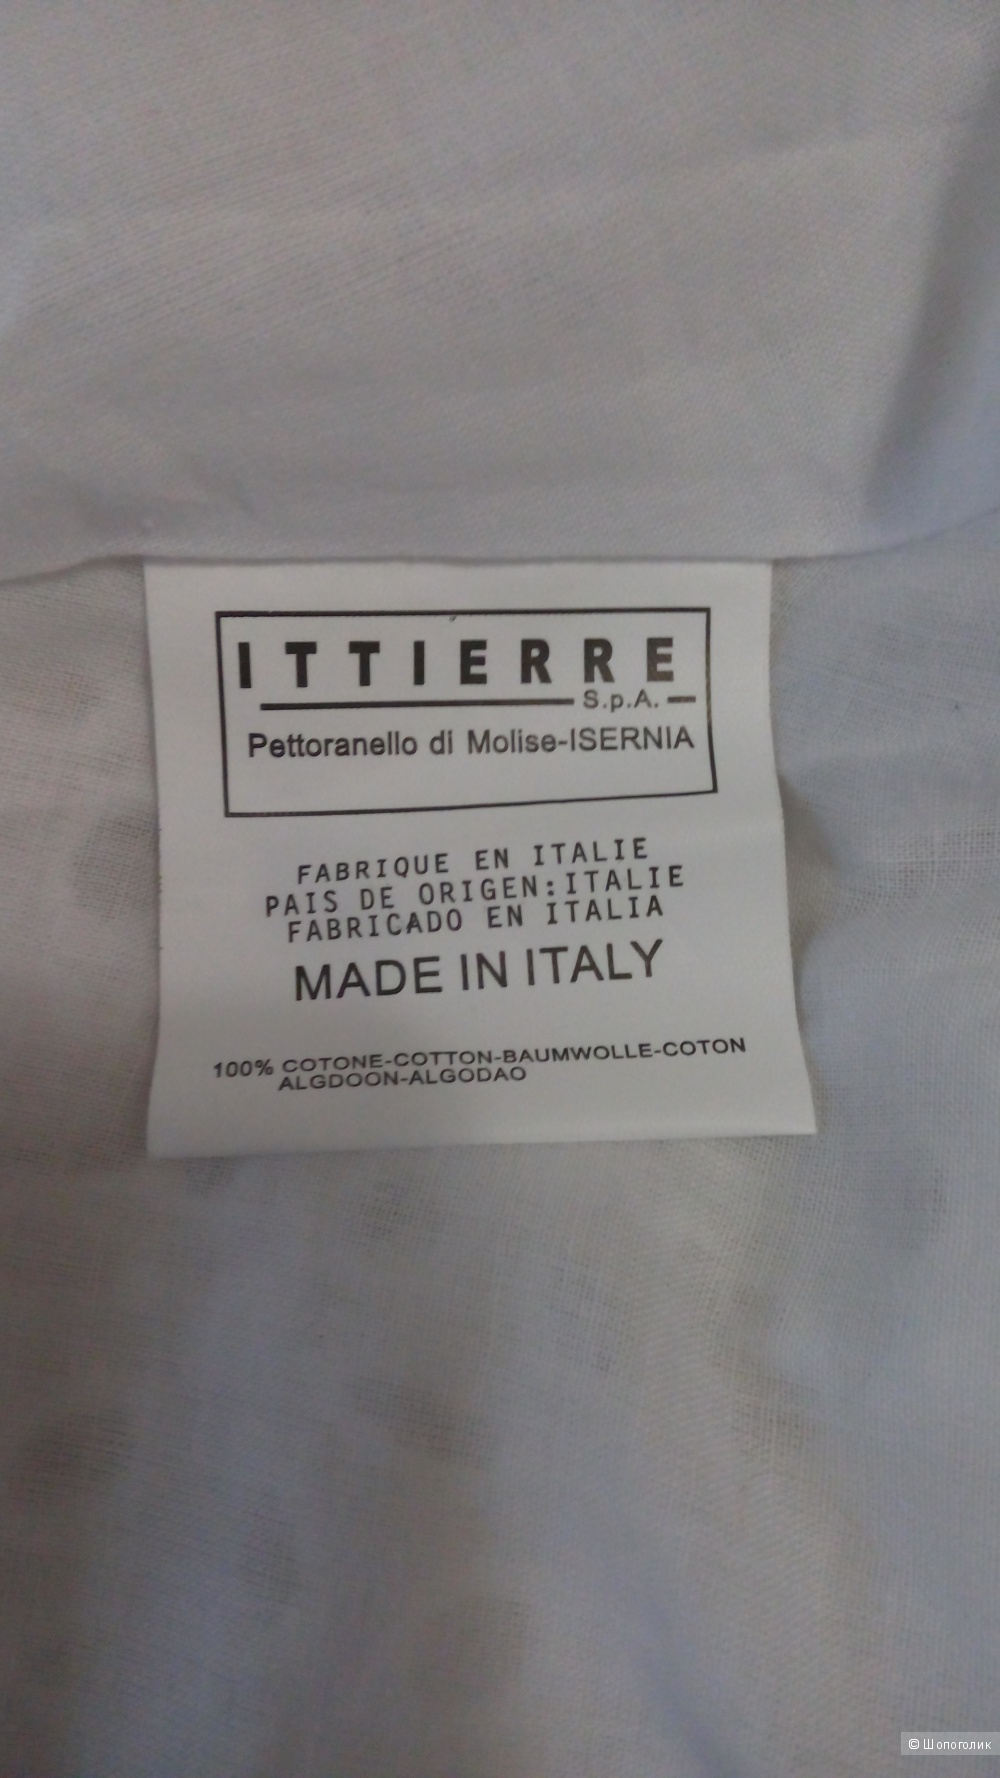 ITTIERRE
S.p.A.
Pettoranello di Molise-ISERNIA
FABRIQUE EN ITALIE
PAIS DE ORIGEN:ITALIE
FABRICADO EN ITALIA
MADE IN ITALY
100% COTONE-COTTON-BAUMWOLLE-COTON
ALGDOON-ALGODAO
© Шопоголик